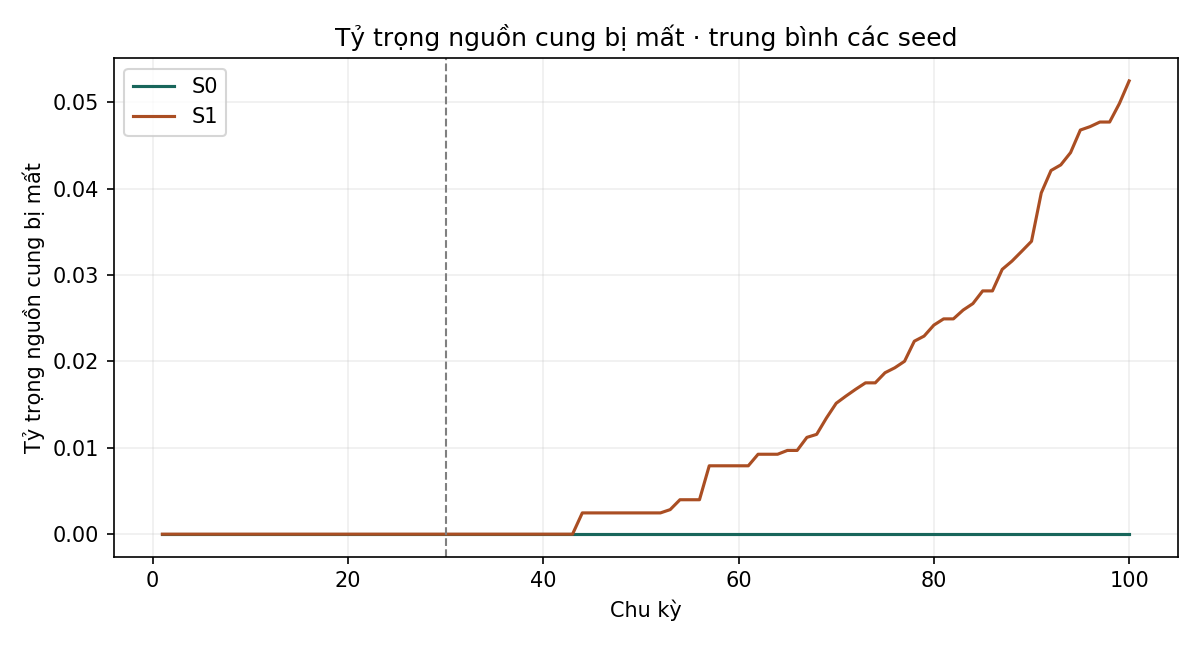 Tỷ trọng nguồn cung bị mất · trung bình các seed
S0
S1
Tỷ trọng nguồn cung bị mất
0.05
0.04
0.03
0.02
0.01
0.00
0 20 40 60 80 100
Chu kỳ